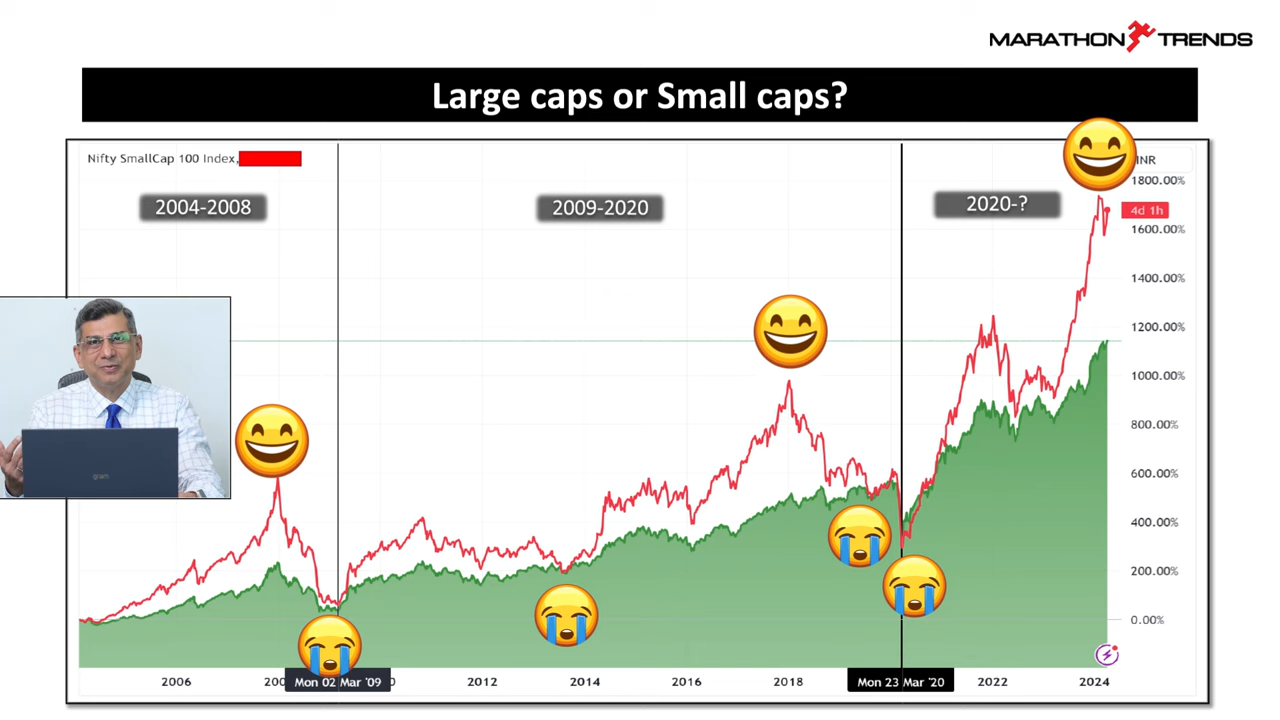 MARATHON TRENDS
Large caps or Small caps?
Nifty SmallCap 100 Index,
INR
2004-2008
2009-2020
2020-?
1800.00%
4d 1h
1600.00%
1400.00%
1200.00%
1000.00%
800.00%
600.00%
400.00%
200.00%
0.00%
gram
2006
Mon 02 Mar '09
2012
2014
2016
2018
Mon 23 Mar '20
2022
2024